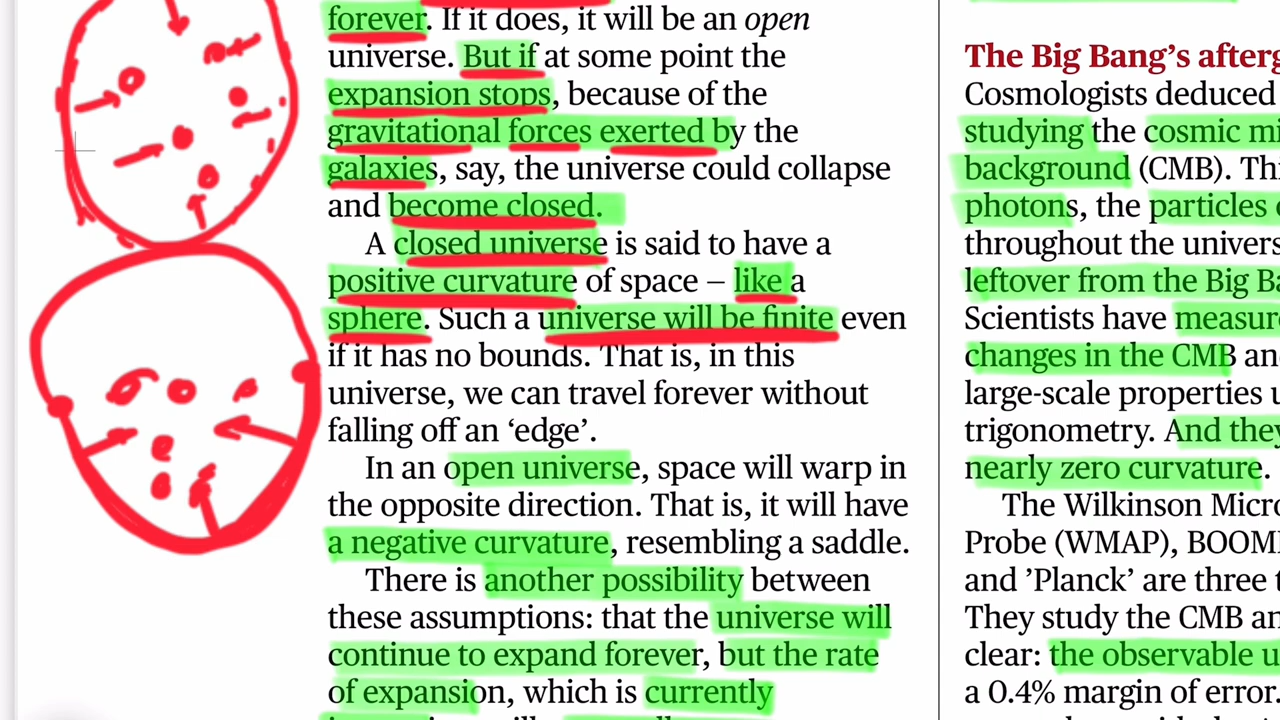 forever. If it does, it will be an open
universe. But if at some point the
expansion stops, because of the
gravitational forces exerted by the
galaxies, say, the universe could collapse
and become closed.
A closed universe is said to have a
positive curvature of space – like a
sphere. Such a universe will be finite even
if it has no bounds. That is, in this
universe, we can travel forever without
falling off an ‘edge’.
In an open universe, space will warp in
the opposite direction. That is, it will have
a negative curvature, resembling a saddle.
There is another possibility between
these assumptions: that the universe will
continue to expand forever, but the rate
of expansion, which is currently
The Big Bang’s afterg
Cosmologists deduced
studying the cosmic mi
background (CMB). Thi
photons, the particles
throughout the univers
leftover from the Big Ba
Scientists have measur
changes in the CMB an
large-scale properties u
trigonometry. And they
nearly zero curvature.
The Wilkinson Micro
Probe (WMAP), BOOM
and ’Planck’ are three t
They study the CMB an
clear: the observable u
a 0.4% margin of error.